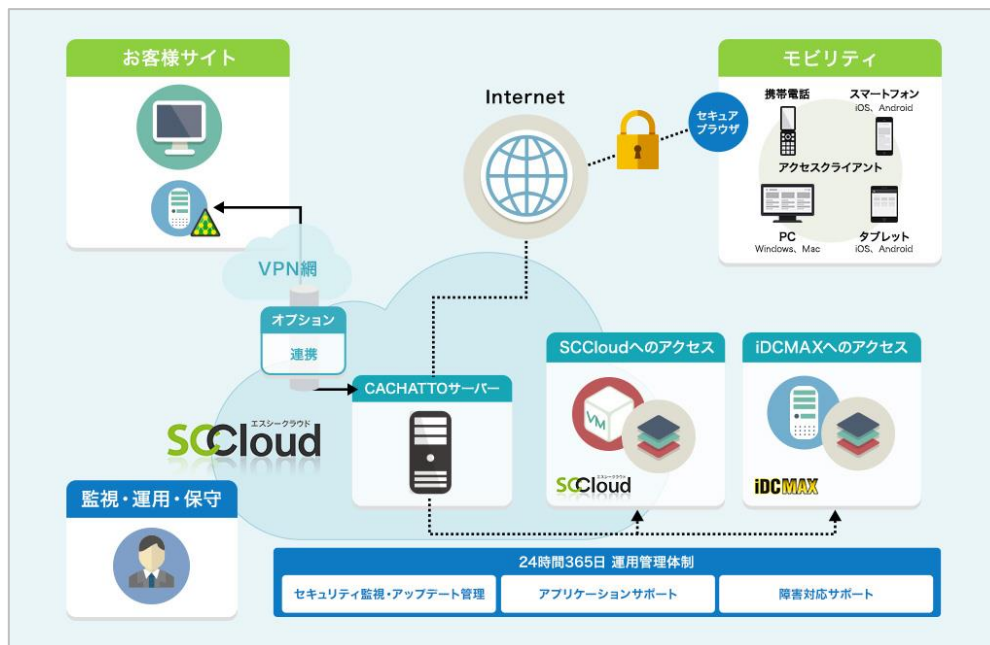 お客様サイト
Internet
モビリティ
セキュア
ブラウザ
携帯電話
スマートフォン
iOS、Android
アクセスクライアント
PC
Windows、Mac
タブレット
iOS、Android
VPN網
オプション
連携
CACHATTOサーバー
SCCloudへのアクセス
VM
エスシークラウド
SCCloud
iDCMAXへのアクセス
iDCMAX
エスシークラウド
SCCloud
監視・運用・保守
24時間365日 運用管理体制
セキュリティ監視・アップデート管理
アプリケーションサポート
障害対応サポート